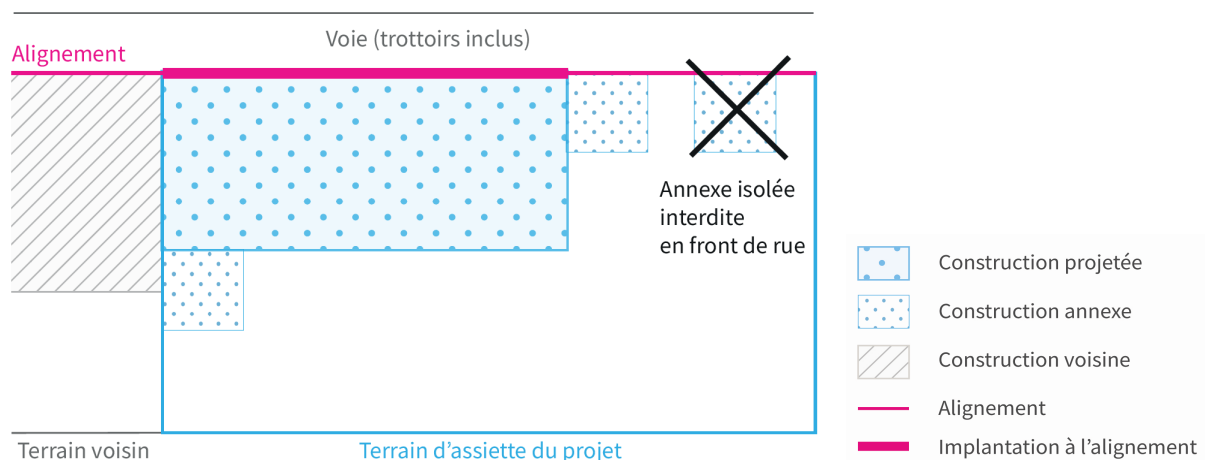 Voie (trottoirs inclus)
Alignement
Annexe isolée
interdite
en front de rue
Terrain voisin
Terrain d’assiette du projet
Construction projetée
Construction annexe
Construction voisine
Alignement
Implantation à l’alignement